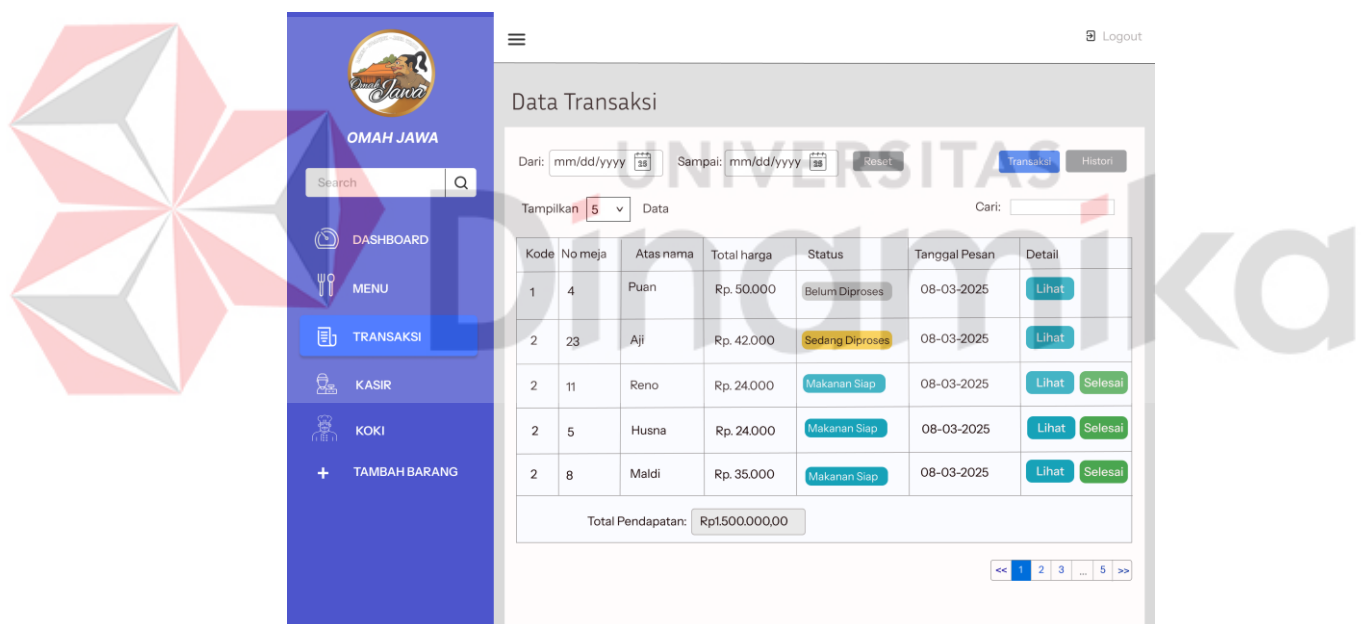 Omah Jawa
OMAH JAWA
Search
DASHBOARD
MENU
TRANSAKSI
KASIR
KOKI
+ TAMBAH BARANG
Logout
Data Transaksi
Dari: mm/dd/yyyy Sampai: mm/dd/yyyy Reset Transaksi Histori
Tampilkan 5 Data Cari:
Kode No meja Atas nama Total harga Status Tanggal Pesan Detail
1 4 Puan Rp. 50.000 Belum Diproses 08-03-2025 Lihat
2 23 Aji Rp. 42.000 Sedang Diproses 08-03-2025 Lihat
2 11 Reno Rp. 24.000 Makanan Siap 08-03-2025 Lihat Selesai
2 5 Husna Rp. 24.000 Makanan Siap 08-03-2025 Lihat Selesai
2 8 Maldi Rp. 35.000 Makanan Siap 08-03-2025 Lihat Selesai
Total Pendapatan: Rp1.500.000,00
<< 1 2 3 ... 5 >>
UNIVERSITAS
Dinamika